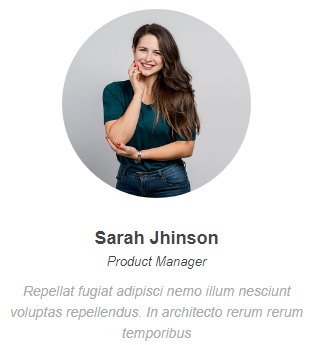 Sarah Jhinson
Product Manager
Repellat fugiat adipisci nemo illum nesciunt
voluptas repellendus. In architecto rerum rerum
temporibus